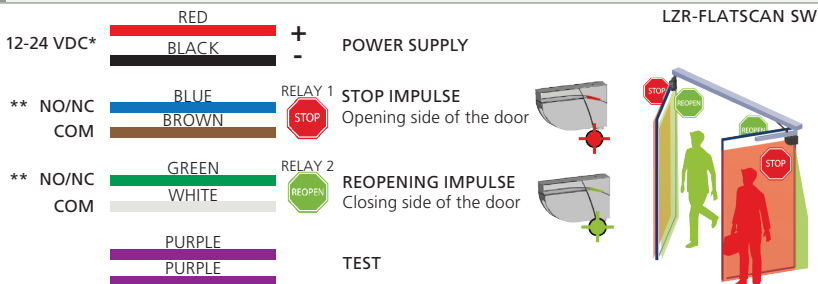 LZR-FLATSCAN SW
RED
12-24 VDC* + POWER SUPPLY
BLACK
-
RELAY 1 STOP IMPULSE
BLUE
** NO/NC STOP Opening side of the door
BROWN
COM
RELAY 2
GREEN
** NO/NC REOPEN REOPENING IMPULSE
WHITE
COM Closing side of the door
PURPLE
TEST
PURPLE
STOP
REOPEN
REOPEN
STOP